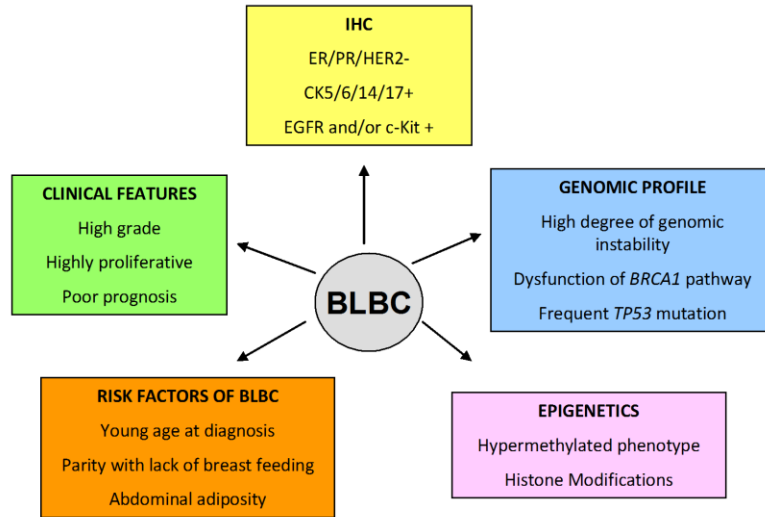 IHC
ER/PR/HER2-
CK5/6/14/17+
EGFR and/or c-Kit +
CLINICAL FEATURES
High grade
Highly proliferative
Poor prognosis
GENOMIC PROFILE
High degree of genomic
instability
Dysfunction of BRCA1 pathway
Frequent TP53 mutation
BLBC
RISK FACTORS OF BLBC
Young age at diagnosis
Parity with lack of breast feeding
Abdominal adiposity
EPIGENETICS
Hypermethylated phenotype
Histone Modifications